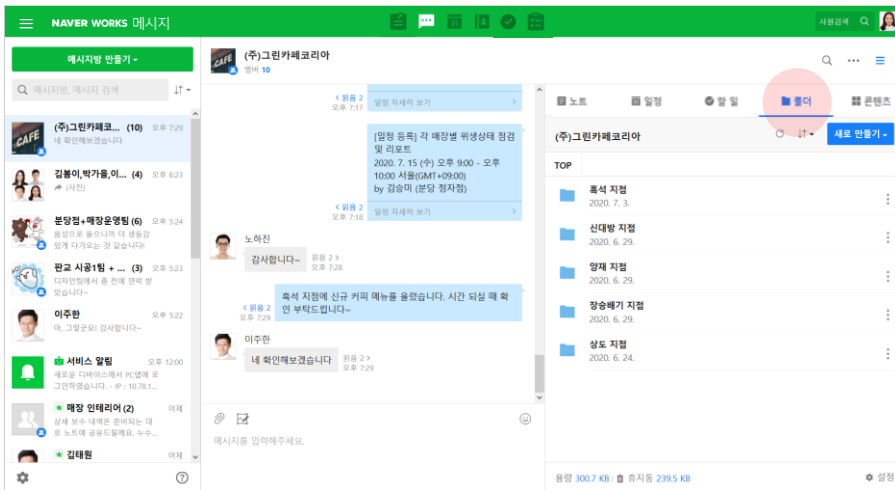 NAVER WORKS 메시지
사원검색
메시지방 만들기
메시지방, 메시지 검색
(주)그린카페코... (10) 오후 7:29
네 확인해보겠습니다
김봄이,박가을,이... (4) 오후 6:23
(사진)
분당점+매장운영팀 (6) 오후 5:24
음성으로 들으니까 더 생동감
있게 다가오는 것 같습니다!
판교 시공1팀 + ... (3) 오후 5:23
디자인팀에서 좀 전에 연락 받
았습니다~
이주한 오후 5:22
아, 그렇군요! 감사합니다~
서비스 알림 오후 12:00
새로운 디바이스에서 PC앱에 로
그인하였습니다. - IP : 10.78.1...
매장 인테리어 (2) 어제
상세 보수 내역은 준비되는 대
로 노트에 공유드릴께요. 누수...
김태원 어제
CAFE
(주)그린카페코리아
멤버 10
읽음 2
오후 7:17
일정 자세히 보기
[일정 등록] 각 매장별 위생상태 점검
및 리포트
2020. 7. 15 (수) 오후 9:00 - 오후
10:00 서울(GMT+09:00)
by 김승미 (분당 정자점)
읽음 2
오후 7:18
일정 자세히 보기
노하진
감사합니다~
읽음 2
오후 7:28
흑석 지점에 신규 커피 메뉴를 올렸습니다. 시간 되실 때 확
인 부탁드립니다~
읽음 2
오후 7:29
이주한
네 확인해보겠습니다
읽음 2
오후 7:29
메시지를 입력해주세요.
노트 일정 할 일 폴더 콘텐츠
(주)그린카페코리아
새로 만들기
TOP
흑석 지점
2020. 7. 3.
신대방 지점
2020. 6. 29.
양재 지점
2020. 6. 29.
장승배기 지점
2020. 6. 29.
상도 지점
2020. 6. 24.
용량 300.7 KB 휴지통 239.5 KB
설정